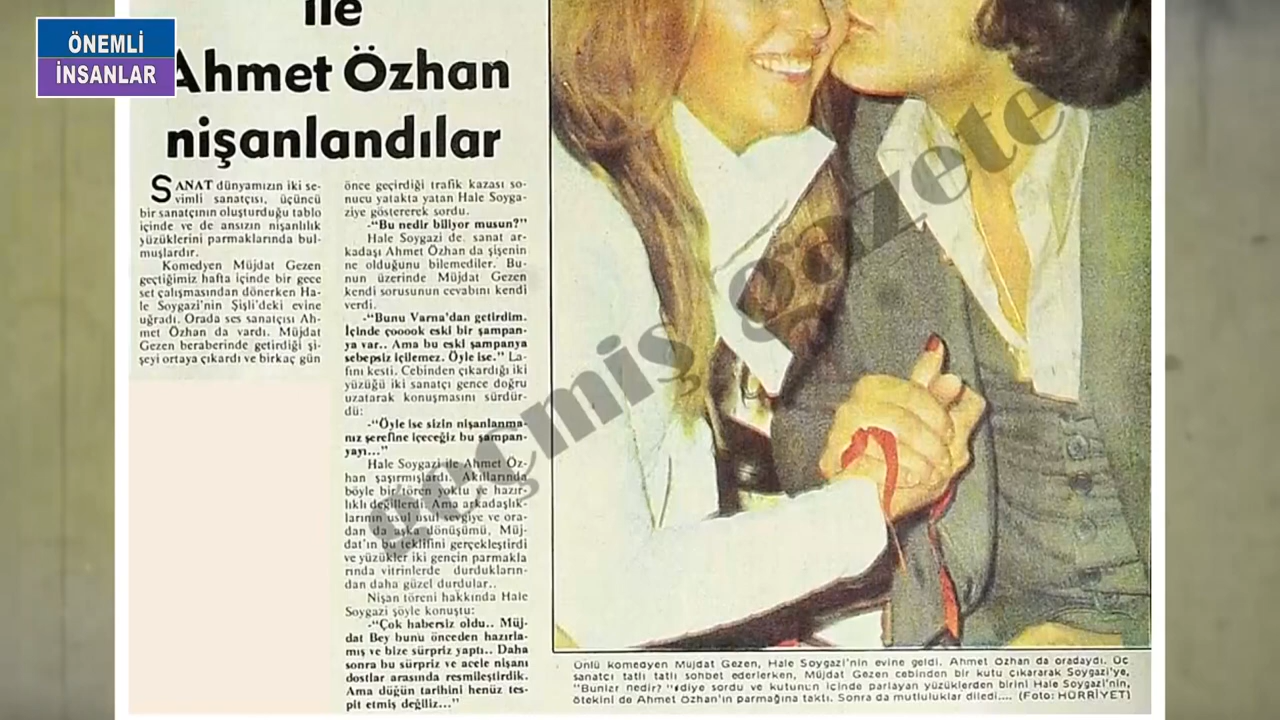 ÖNEMLİ
İNSANLAR
ile
Ahmet Özhan
nişanlandılar
SANAT dünyamızın iki se-
vimli sanatçısı, üçüncü
bir sanatçının oluşturduğu tablo
içinde ve de ansızın nişanlılık
yüzüklerini parmaklarında bul-
muşlardır.
Komedyen Müjdat Gezen
geçtiğimiz hafta içinde bir gece
set çalışmasından dönerken Ha-
le Soygazi'nin Şişli'deki evine
uğradı. Orada ses sanatçısı Ah-
met Özhan da vardı. Müjdat
Gezen beraberinde getirdiği şi-
şeyi ortaya çıkardı ve birkaç gün
önce geçirdiği trafik kazası so-
nucu yatakta yatan Hale Soyga-
ziye göstererek sordu.
-"Bu nedir biliyor musun?"
Hale Soygazi de, sanat ar-
kadaşı Ahmet Özhan da şişenin
ne olduğunu bilemediler. Bu-
nun üzerinde Müjdat Gezen
kendi sorusunun cevabını kendi
verdi.
-"Bunu Varna'dan getirdim.
İçinde çooook eski bir şampan-
ya var.. Ama bu eski şampanya
sebepsiz içilemez. Öyle ise." La-
fını kesti. Cebinden çıkardığı iki
yüzüğü iki sanatçı gence doğru
uzatarak konuşmasını sürdür-
dü:
-"Öyle ise sizin nişanlanma-
nız şerefine içeceğiz bu şampan-
yayı..."
Hale Soygazi ile Ahmet Öz-
han şaşırmışlardı. Akıllarında
böyle bir tören yoktu ve hazır-
lıklı değillerdi. Ama arkadaşlık-
larının usul usul sevgiye ve ora-
dan da aşka dönüşümü, Müj-
dat'ın bu teklifini gerçekleştirdi
ve yüzükler iki gencin parmakla
rında vitrinlerde durdukların-
dan daha güzel durdular..
Nişan töreni hakkında Hale
Soygazi şöyle konuştu:
-"Çok habersiz oldu.. Müj-
dat Bey bunu önceden hazırla-
mış ve bize sürpriz yaptı.. Daha
sonra bu sürpriz ve acele nişanı
dostlar arasında resmileştirdik.
Ama düğün tarihini henüz tes-
pit etmiş değiliz..."
geçmiş gazete
Ünlü komedyen Müjdat Gezen, Hale Soygazi'nin evine geldi. Ahmet Özhan da oradaydı. Üç
sanatçı tatlı tatlı sohbet ederlerken, Müjdat Gezen cebinden bir kutu çıkararak Soygazi'ye,
"Bunlar nedir?" diye sordu ve kutunun içinde parlayan yüzüklerden birini Hale Soygazi'nin,
ötekini de Ahmet Özhan'ın parmağına taktı. Sonra da mutluluklar diledi.... (Foto: HÜRRİYET)